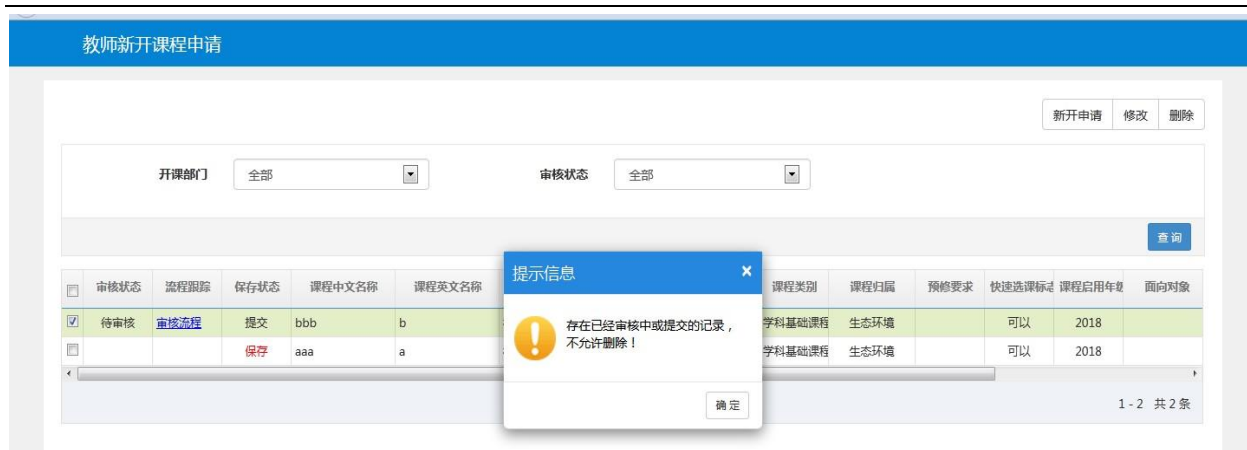 教师新开课程申请
新开申请 修改 删除
开课部门 全部 审核状态 全部
查询
审核状态 流程跟踪 保存状态 课程中文名称 课程英文名称 课程类别 课程归属 预修要求 快速选课标 课程启用年 面向对象
待审核 审核流程 提交 bbb b 学科基础课程 生态环境 可以 2018
保存 aaa a 学科基础课程 生态环境 可以 2018
提示信息 ×
存在已经审核中或提交的记录，
不允许删除！
确定
1 - 2 共 2 条